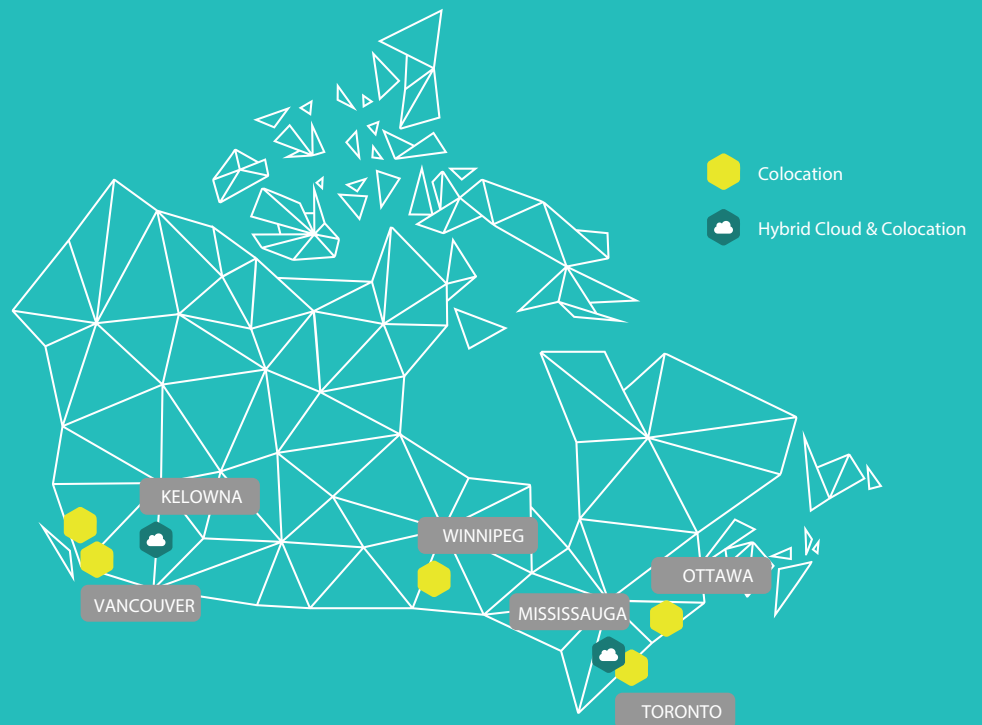 Colocation
Hybrid Cloud & Colocation
KELOWNA
WINNIPEG
OTTAWA
VANCOUVER
MISSISSAUGA
TORONTO